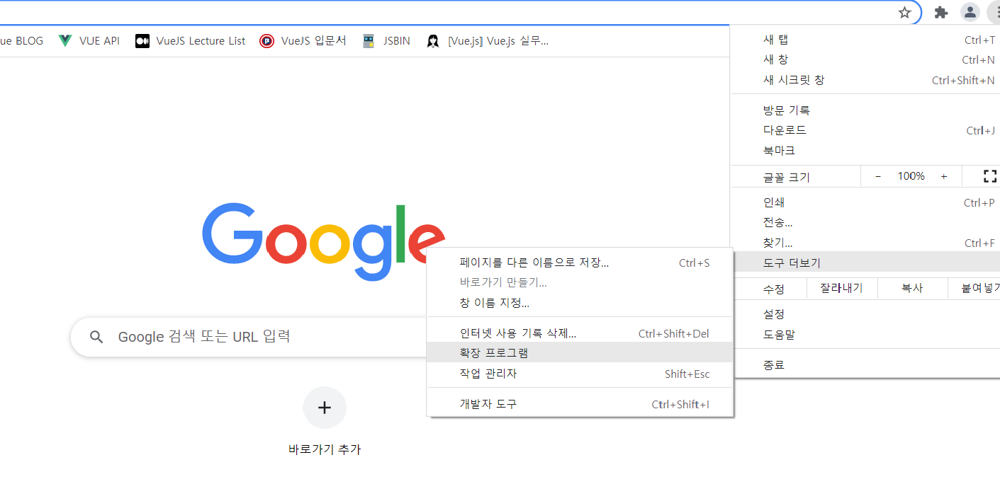 ue BLOG VUE API VueJS Lecture List VueJS 입문서 JSBIN [Vue.js] Vue.js 실무...
새 탭 Ctrl+T
새 창 Ctrl+N
새 시크릿 창 Ctrl+Shift+N
방문 기록
다운로드 Ctrl+J
북마크
글꼴 크기 - 100% +
인쇄 Ctrl+P
전송...
찾기... Ctrl+F
도구 더보기
수정 잘라내기 복사 붙여넣기
설정
도움말
종료
페이지를 다른 이름으로 저장... Ctrl+S
바로가기 만들기...
창 이름 지정...
인터넷 사용 기록 삭제... Ctrl+Shift+Del
확장 프로그램
작업 관리자 Shift+Esc
개발자 도구 Ctrl+Shift+I
Google
Google 검색 또는 URL 입력
바로가기 추가